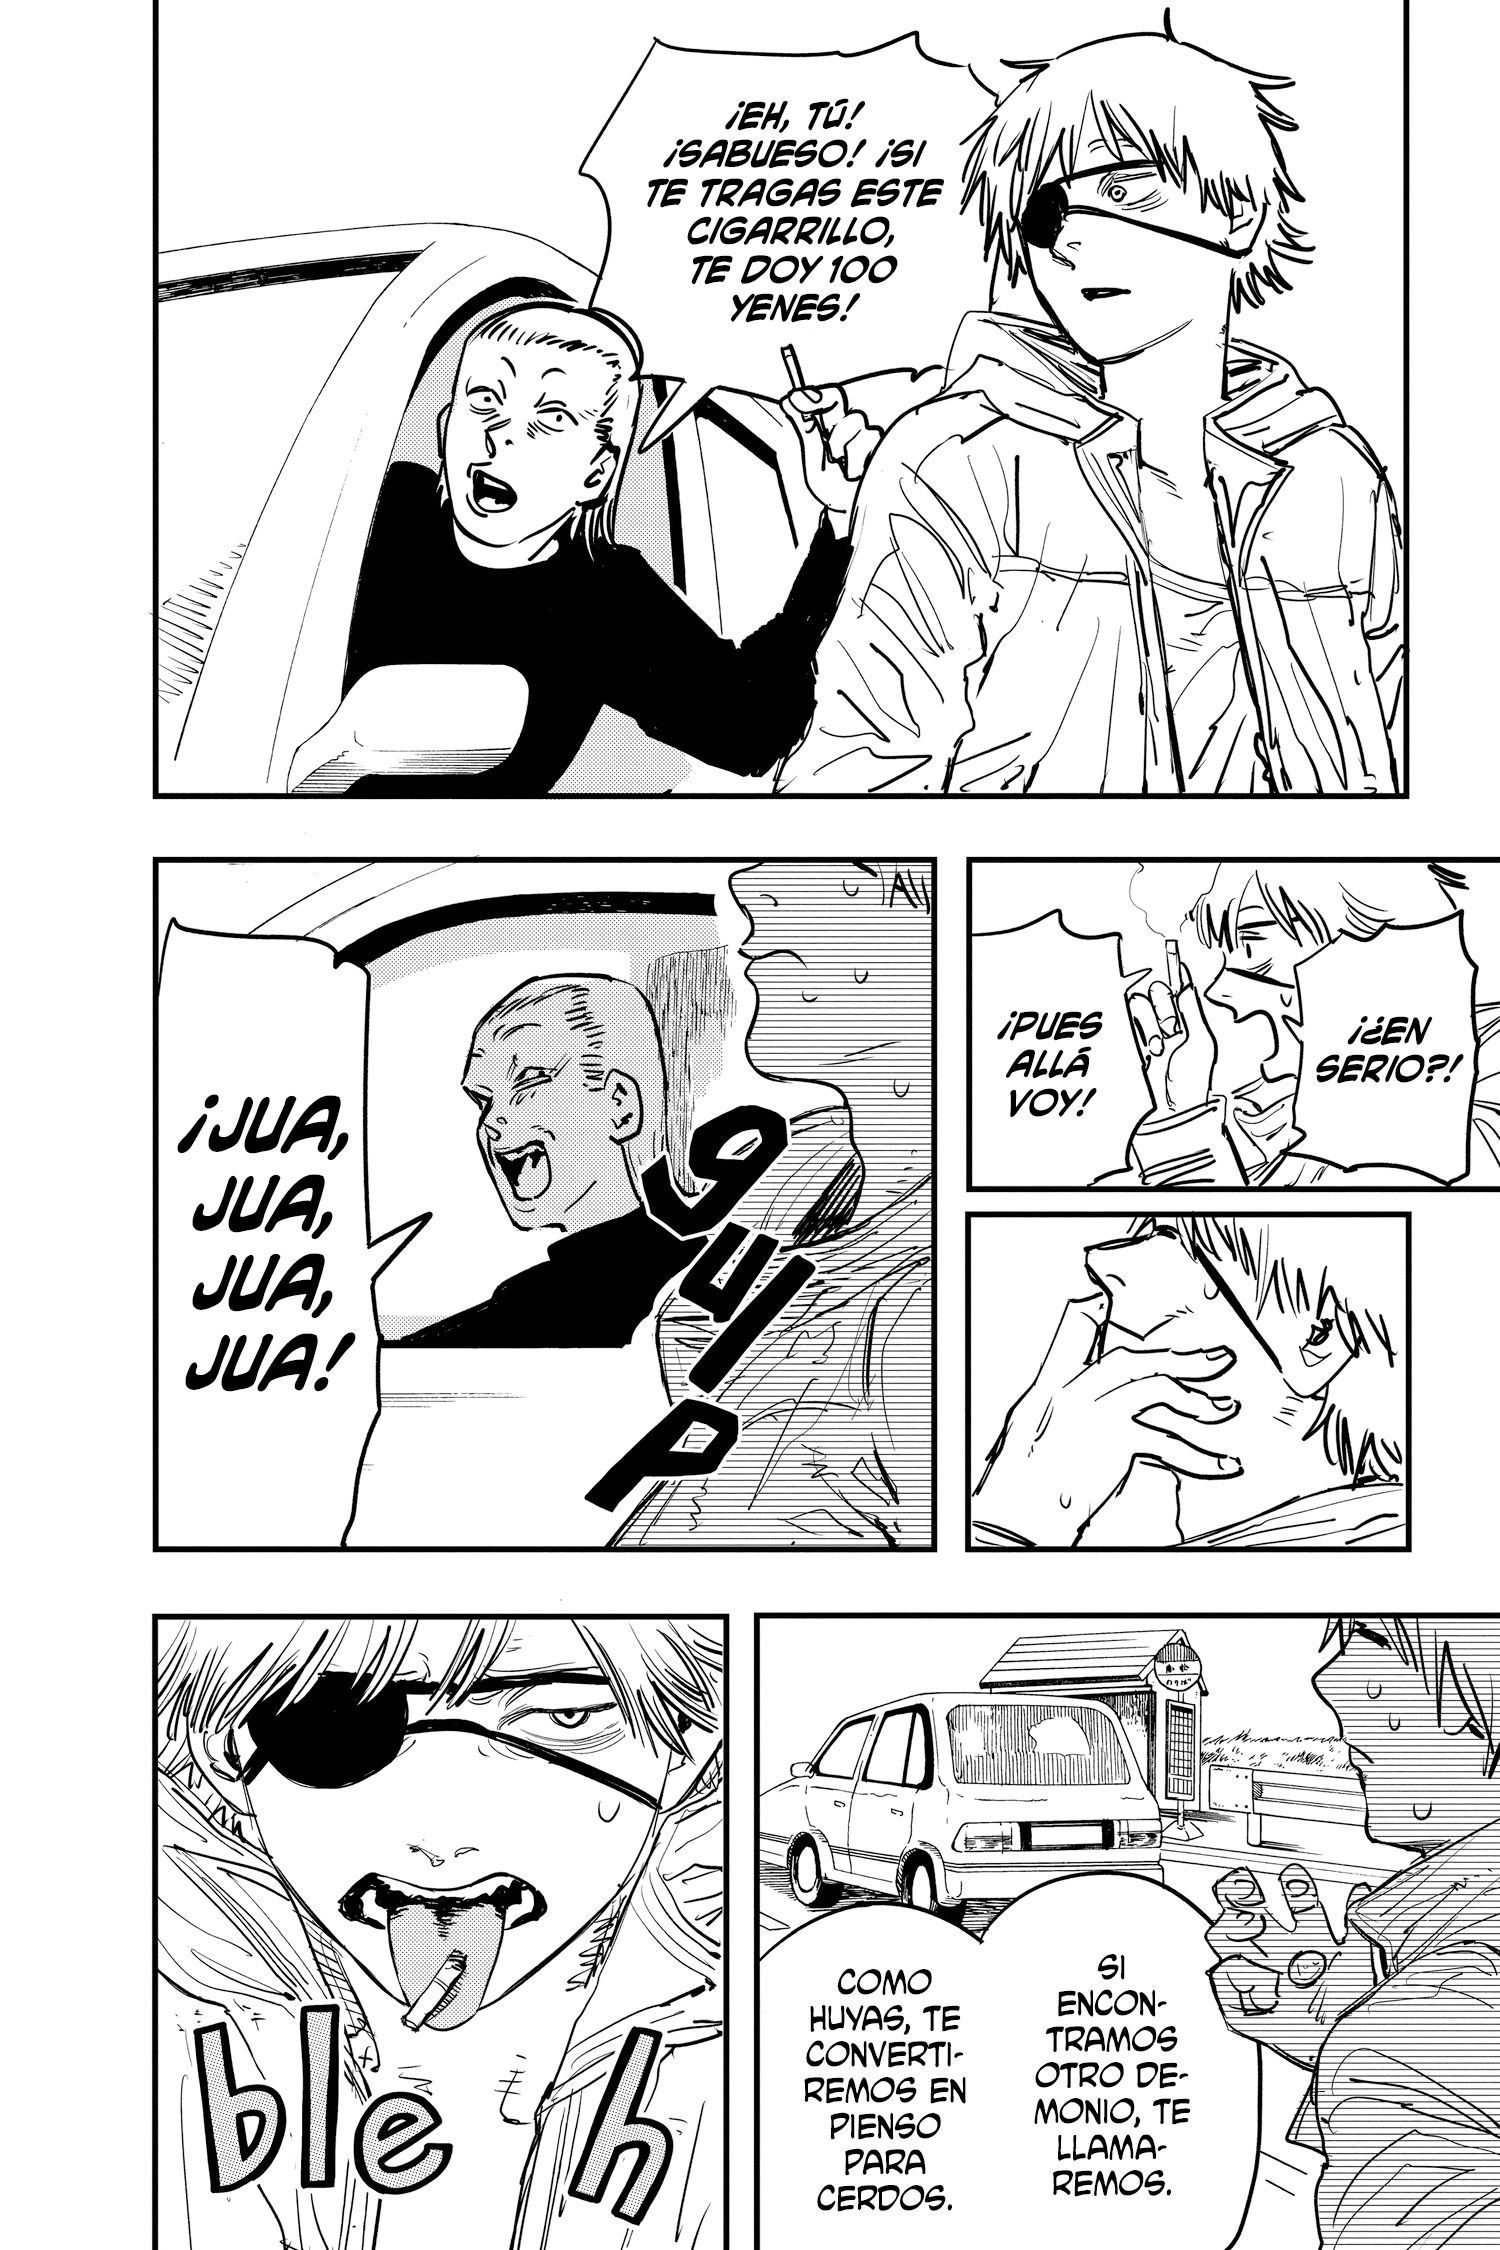 ¡EH, TÚ!
¡SABUESO! ¡SI
TE TRAGAS ESTE
CIGARRILLO,
TE DOY 100
YENES!
¡¿EN
SERIO?!
¡PUES
ALLÁ
VOY!
GULP
¡JUA,
JUA,
JUA,
JUA!
SI
ENCON-
TRAMOS
OTRO DE-
MONIO, TE
LLAMA-
REMOS.
COMO
HUYAS, TE
CONVERTI-
REMOS EN
PIENSO
PARA
CERDOS.
bleh